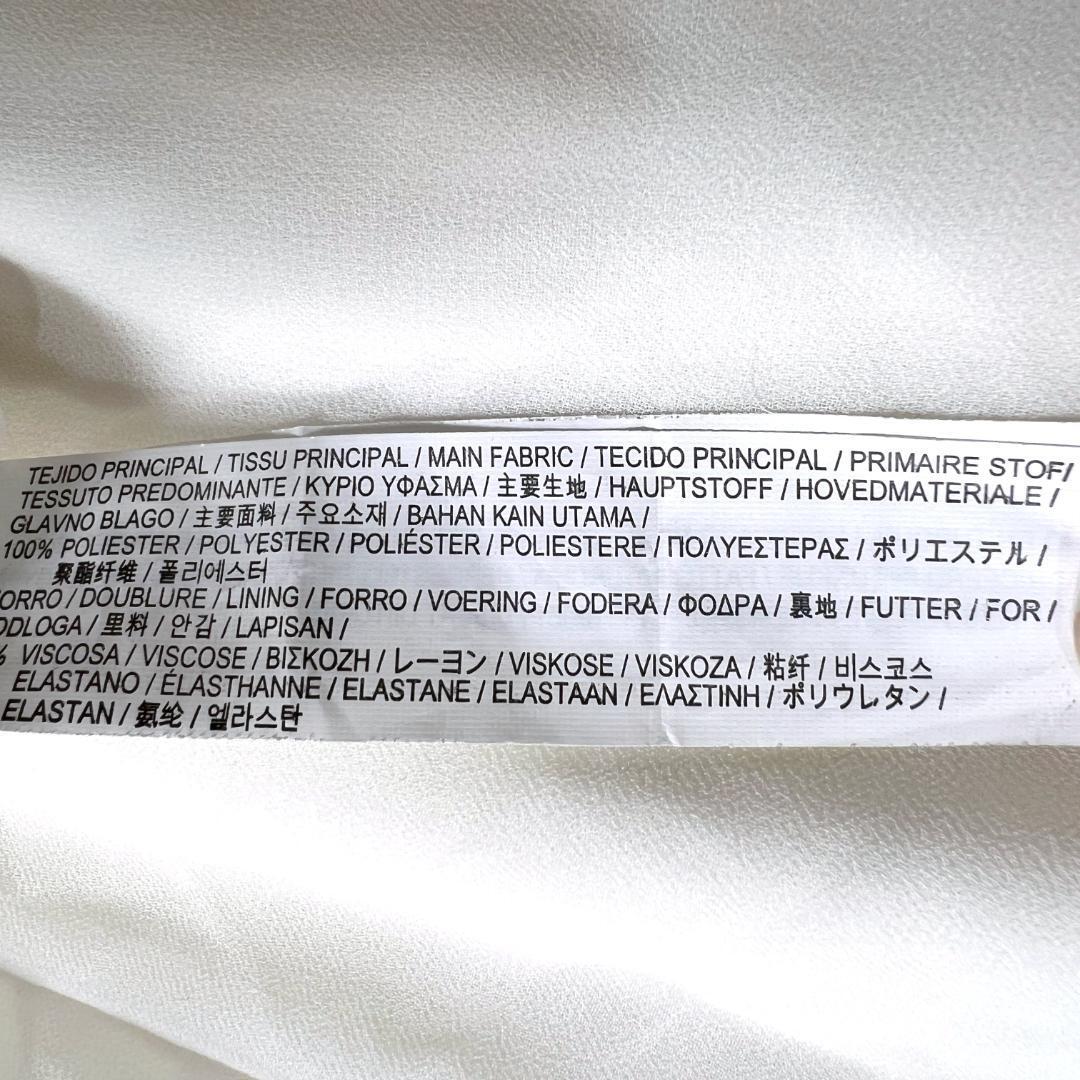 TEJIDO PRINCIPAL / TISSU PRINCIPAL / MAIN FABRIC / TECIDO PRINCIPAL / PRIMAIRE STOF/
TESSUTO PREDOMINANTE / ΚΥΡΙΟ ΥΦΑΣΜΑ / 主要生地 / HAUPTSTOFF / HOVEDMATERIALE /
GLAVNO BLAGO / 主要面料 / 주요소재 / BAHAN KAIN UTAMA /
100% POLIESTER / POLYESTER / POLIÉSTER / POLIESTERE / ΠΟΛΥΕΣΤΕΡΑΣ / ポリエステル /
聚酯纤维 / 폴리에스터
ORRO / DOUBLURE / LINING / FORRO / VOERING / FODERA / ΦΟΔΡΑ / 裏地 / FUTTER / FOR /
ODLOGA / 里料 / 안감 / LAPISAN /
% VISCOSA / VISCOSE / ΒΙΣΚΟΖΗ / レーヨン / VISKOSE / VISKOZA / 粘纤 / 비스코스
ELASTANO / ÉLASTHANNE / ELASTANE / ELASTAAN / ΕΛΑΣΤΙΝΗ / ポリウレタン /
ELASTAN / 氨纶 / 엘라스탄